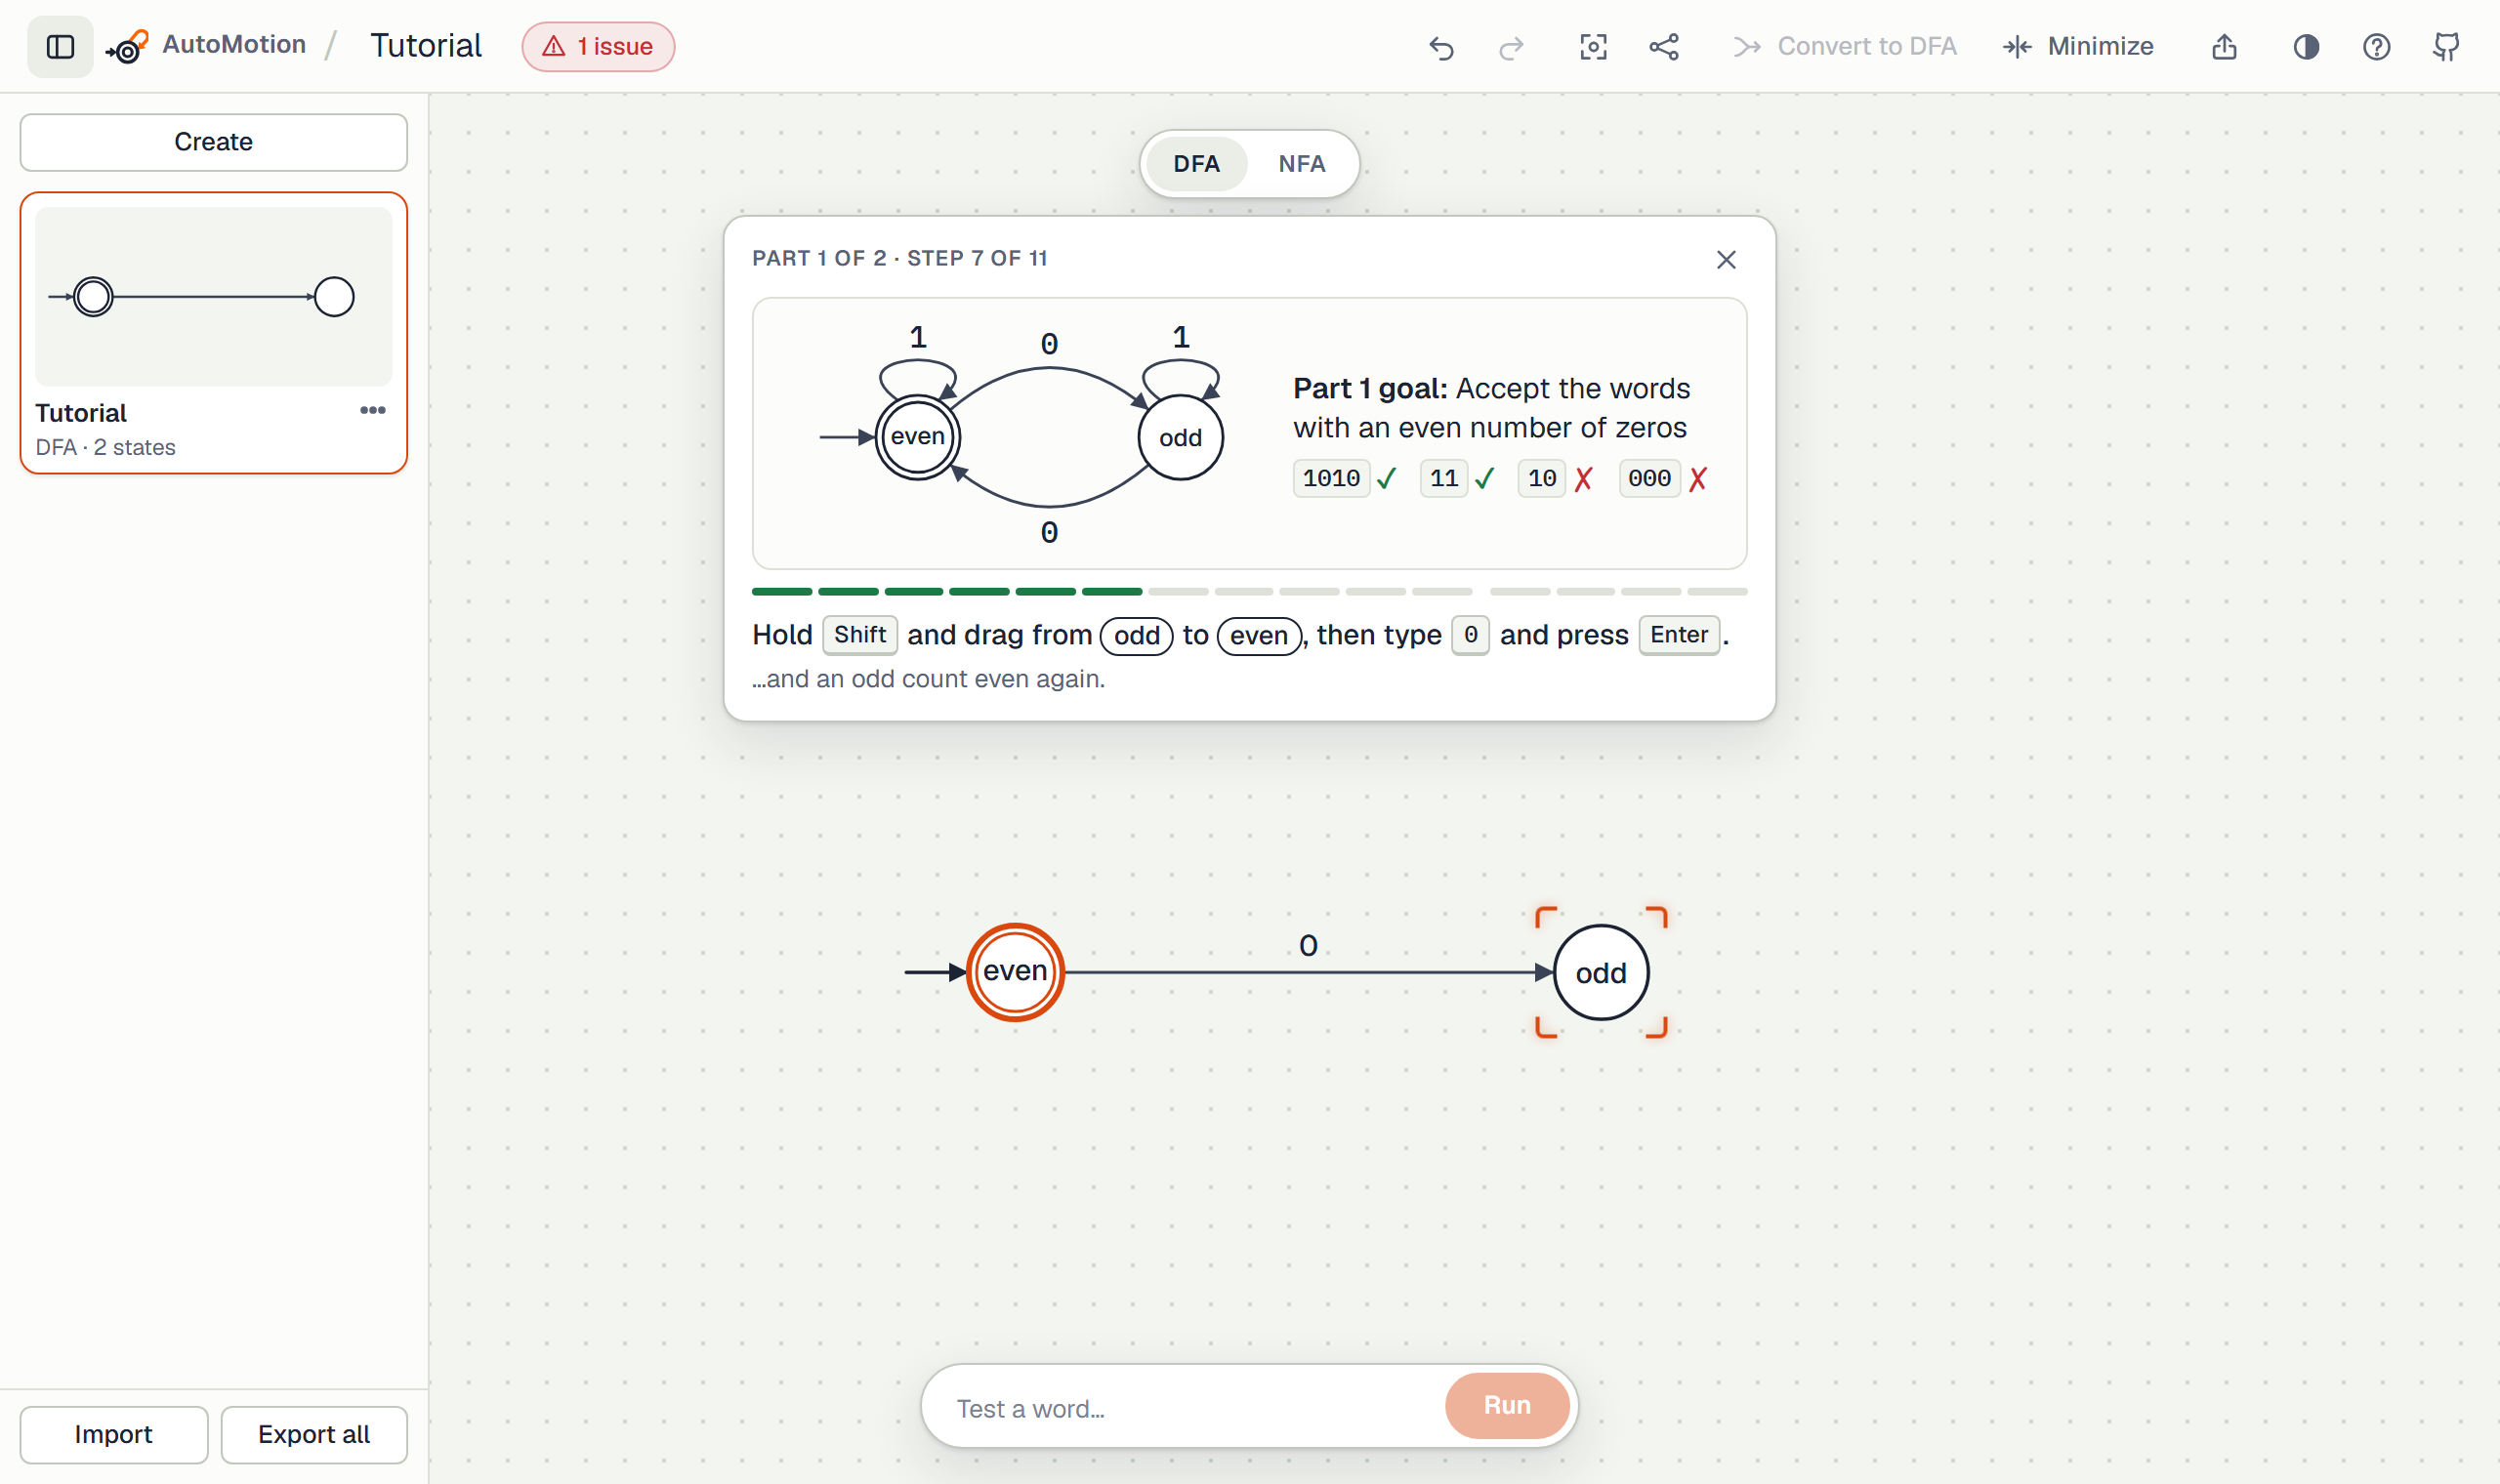 AutoMotion / Tutorial 1 issue Convert to DFA Minimize
Create
Tutorial
DFA · 2 states
Import Export all
DFA NFA
PART 1 OF 2 · STEP 7 OF 11
1 0 1
even odd
0
Part 1 goal: Accept the words
with an even number of zeros
1010 ✓ 11 ✓ 10 ✗ 000 ✗
Hold Shift and drag from odd to even, then type 0 and press Enter.
…and an odd count even again.
0
even odd
Test a word… Run